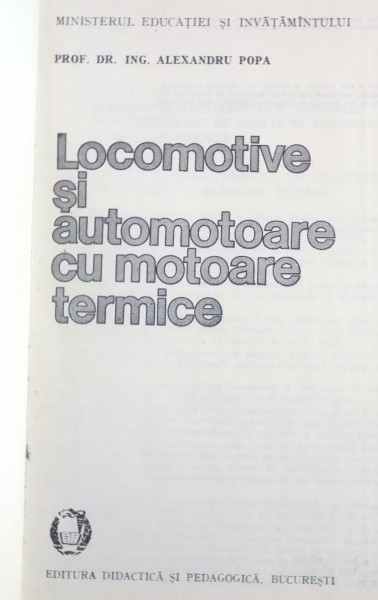 MINISTERUL EDUCAȚIEI ȘI INVĂȚĂMÎNTULUI
PROF. DR. ING. ALEXANDRU POPA
Locomotive
și
automotoare
cu motoare
termice
EDITURA DIDACTICĂ ȘI PEDAGOGICĂ, BUCUREȘTI